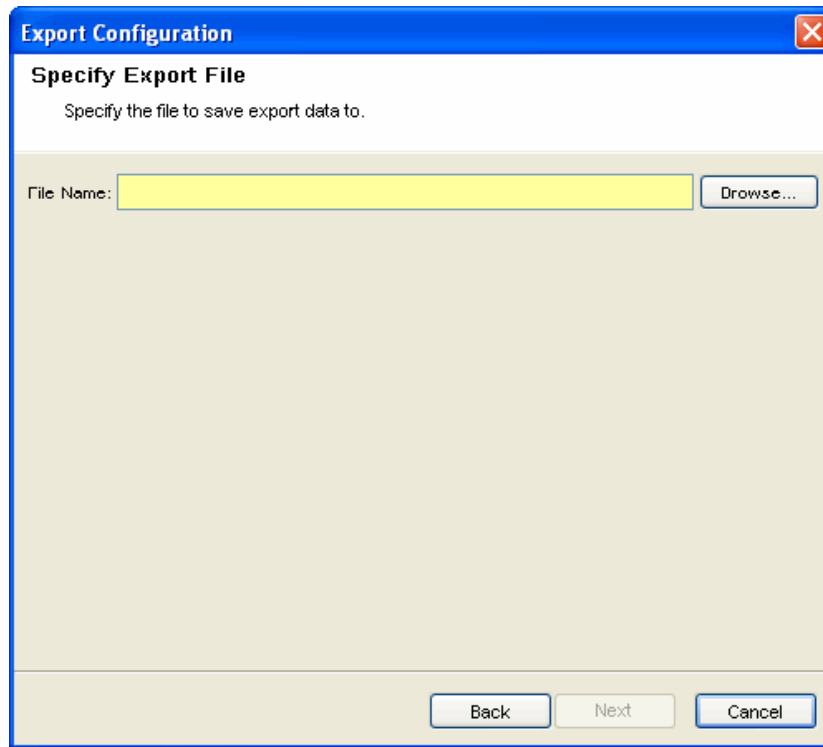 Export Configuration
Specify Export File
Specify the file to save export data to.
File Name: Browse...
Back Next Cancel